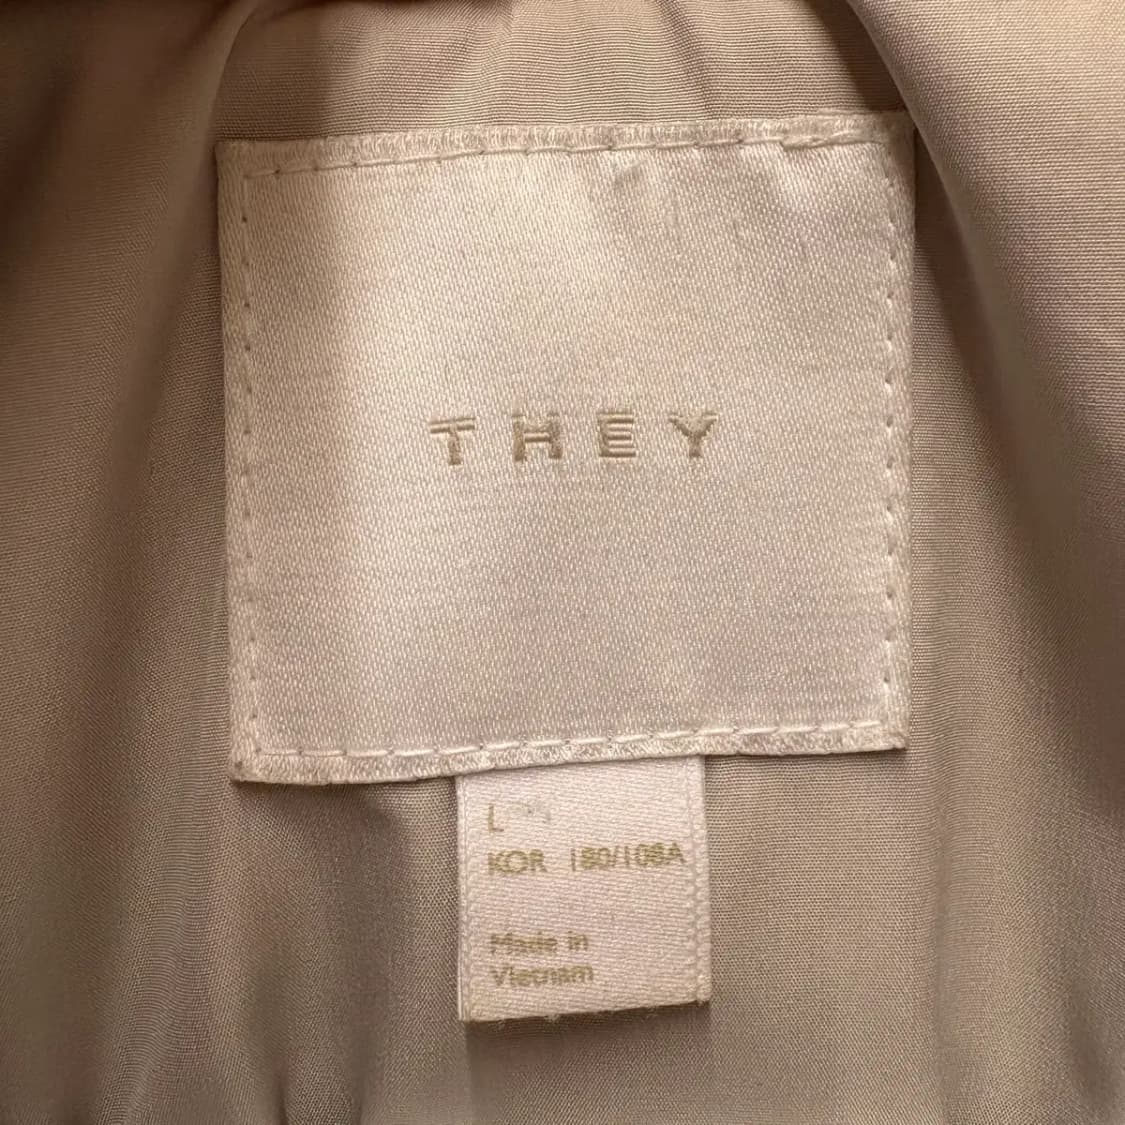 THEY
L
KOR 180/108A
Made in
Vietnam